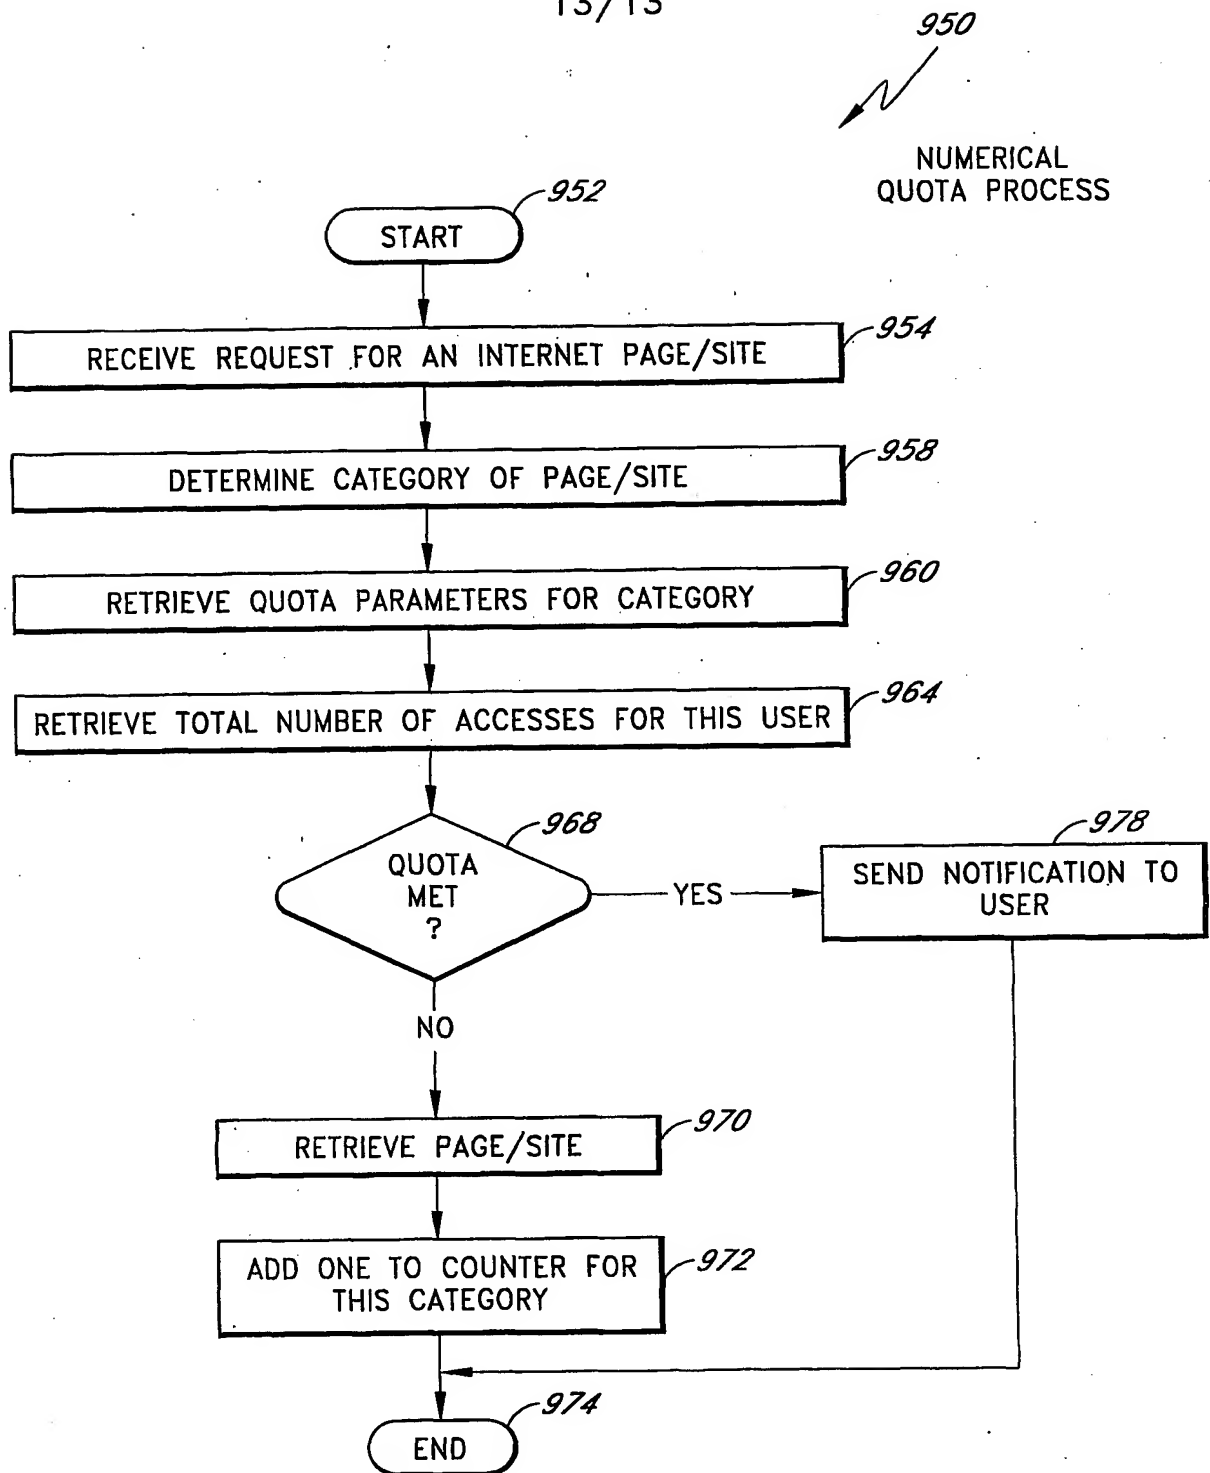 13/13
950
NUMERICAL
QUOTA PROCESS
952
START
954
RECEIVE REQUEST FOR AN INTERNET PAGE/SITE
958
DETERMINE CATEGORY OF PAGE/SITE
960
RETRIEVE QUOTA PARAMETERS FOR CATEGORY
964
RETRIEVE TOTAL NUMBER OF ACCESSES FOR THIS USER
968
QUOTA
MET
?
YES
978
SEND NOTIFICATION TO
USER
NO
970
RETRIEVE PAGE/SITE
972
ADD ONE TO COUNTER FOR
THIS CATEGORY
974
END